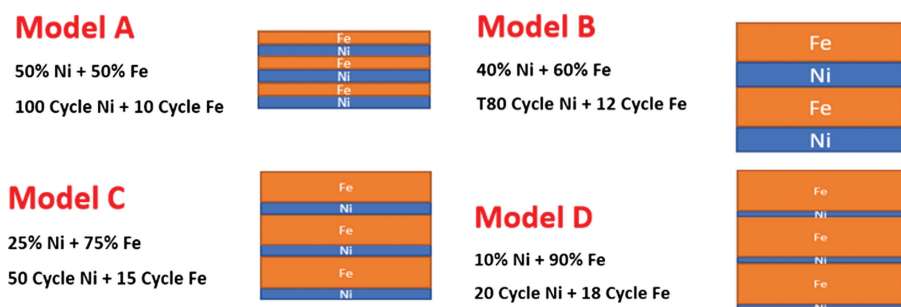 Model A
50% Ni + 50% Fe
100 Cycle Ni + 10 Cycle Fe
Fe
Ni
Fe
Ni
Fe
Ni
Model B
40% Ni + 60% Fe
T80 Cycle Ni + 12 Cycle Fe
Fe
Ni
Fe
Ni
Model C
25% Ni + 75% Fe
50 Cycle Ni + 15 Cycle Fe
Fe
Ni
Fe
Ni
Fe
Ni
Model D
10% Ni + 90% Fe
20 Cycle Ni + 18 Cycle Fe
Fe
Ni
Fe
Ni
Fe
Ni